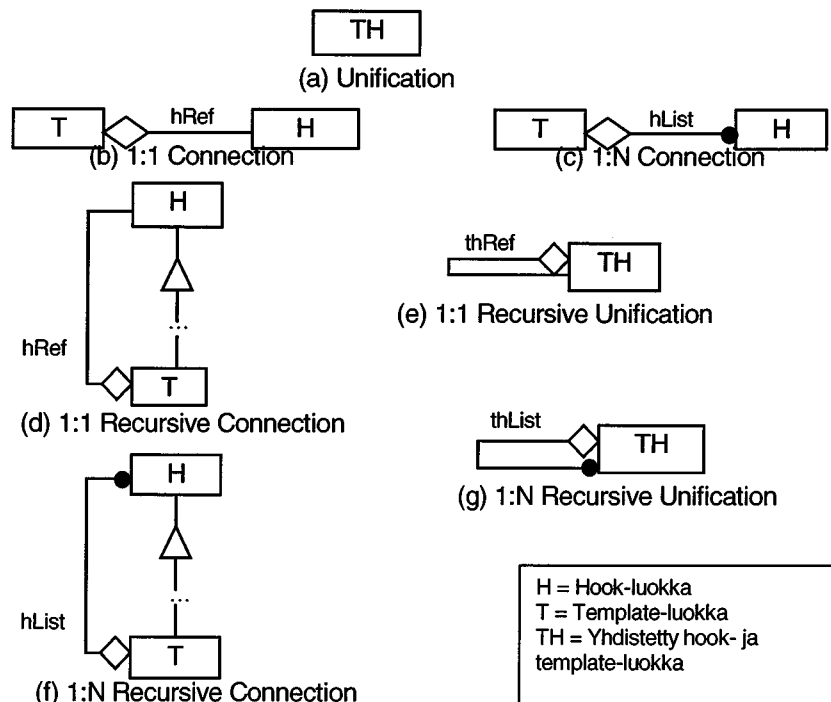 TH
(a) Unification
T
hRef
H
(b) 1:1 Connection
T
hList
H
(c) 1:N Connection
H
hRef
...
T
(d) 1:1 Recursive Connection
thRef
TH
(e) 1:1 Recursive Unification
H
hList
...
T
(f) 1:N Recursive Connection
thList
TH
(g) 1:N Recursive Unification
H = Hook-luokka
T = Template-luokka
TH = Yhdistetty hook- ja
template-luokka